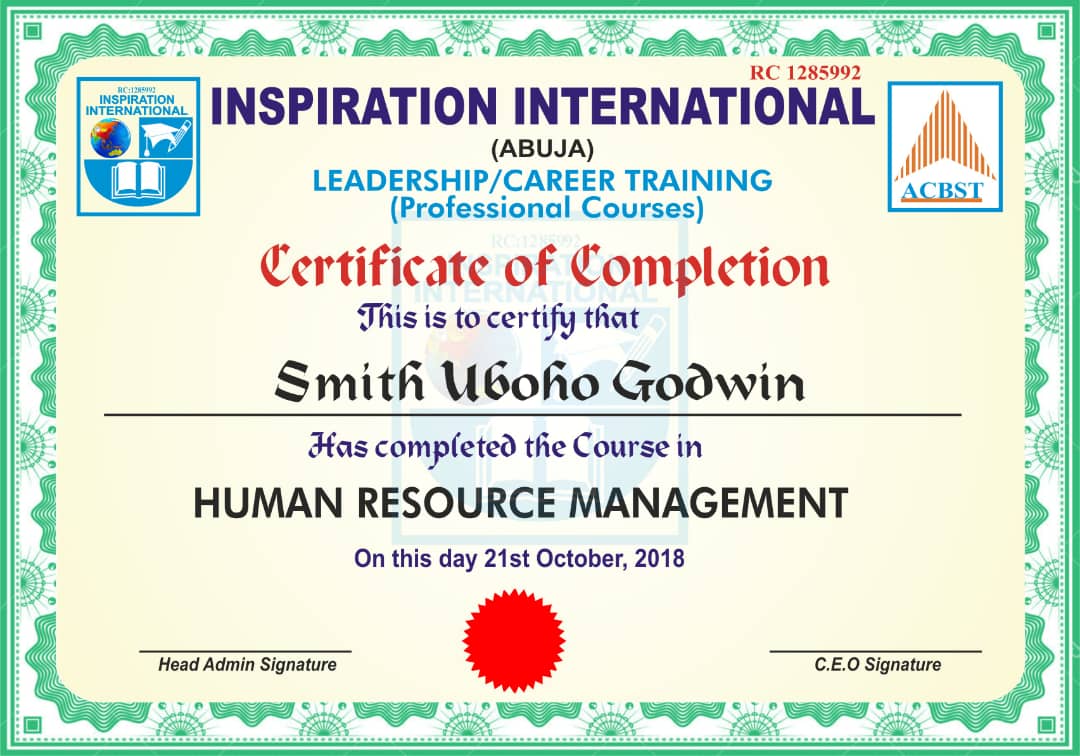 RC 1285992
RC:1285992
INSPIRATION
INTERNATIONAL
INSPIRATION INTERNATIONAL
(ABUJA)
LEADERSHIP/CAREER TRAINING
(Professional Courses)
ACBST
RC:1285992
INSPIRATION
INTERNATIONAL
Certificate of Completion
This is to certify that
Smith Uboho Godwin
Has completed the Course in
HUMAN RESOURCE MANAGEMENT
On this day 21st October, 2018
Head Admin Signature
C.E.O Signature